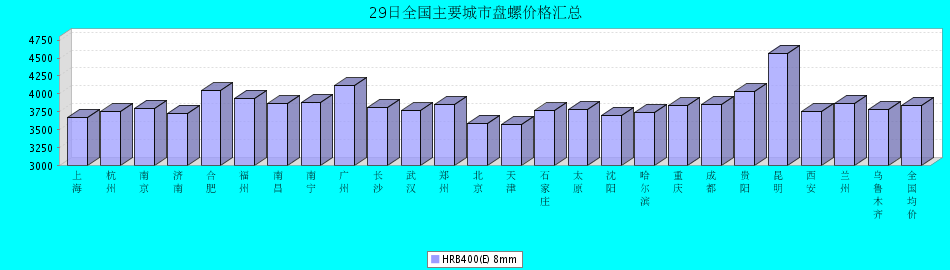 29日全国主要城市盘螺价格汇总
4750
4500
4250
4000
3750
3500
3250
3000
上海
杭州
南京
济南
合肥
福州
南昌
南宁
广州
长沙
武汉
郑州
北京
天津
石家庄
太原
沈阳
哈尔滨
重庆
成都
贵阳
昆明
西安
兰州
乌鲁木齐
全国均价
HRB400(E) 8mm